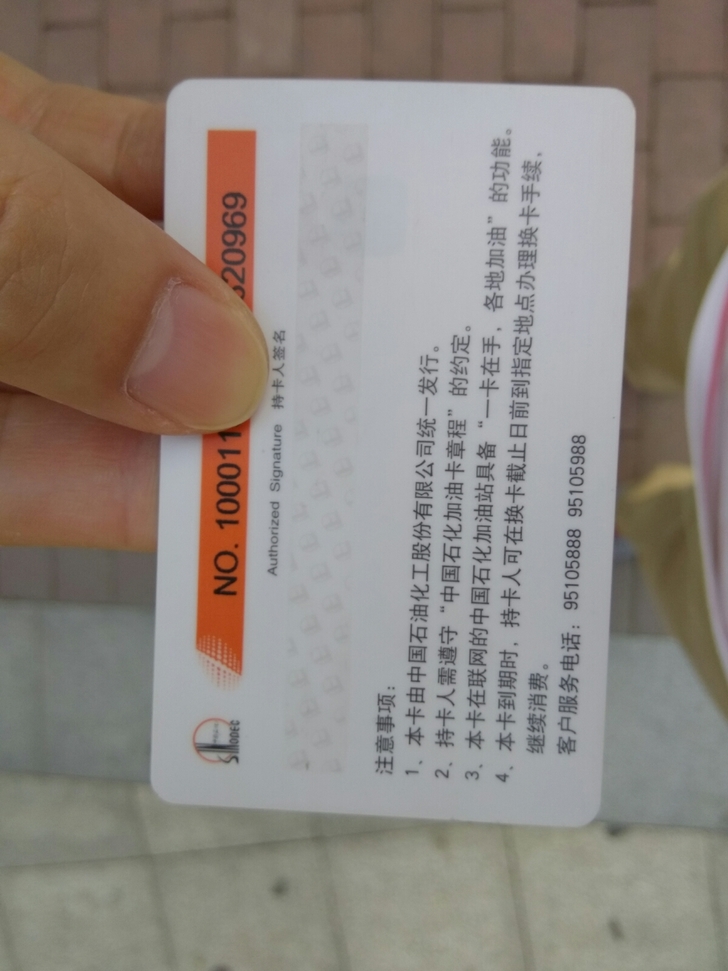 SINOPEC
NO. 100011 320969
Authorized Signature 持卡人签名
注意事项：
1、本卡由中国石油化工股份有限公司统一发行。
2、持卡人需遵守“中国石化加油卡章程”的约定。
3、本卡在联网的中国石化加油站具备“一卡在手，各地加油”的功能。
4、本卡到期时，持卡人可在换卡截止日前到指定地点办理换卡手续，
继续消费。
客户服务电话：95105888 95105988